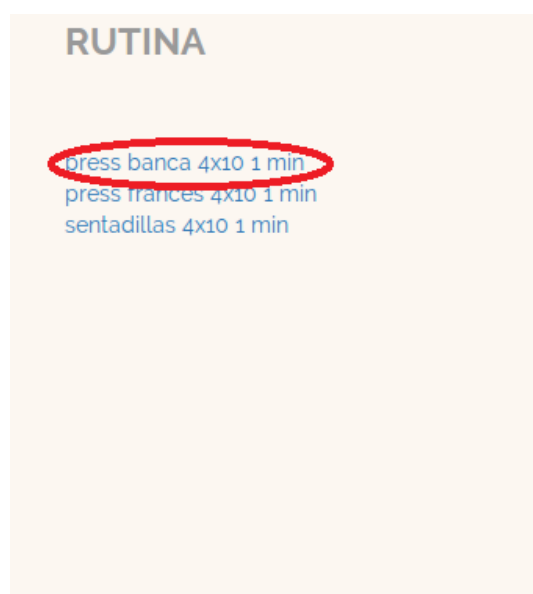 RUTINA
press banca 4x10 1 min
press frances 4x10 1 min
sentadillas 4x10 1 min